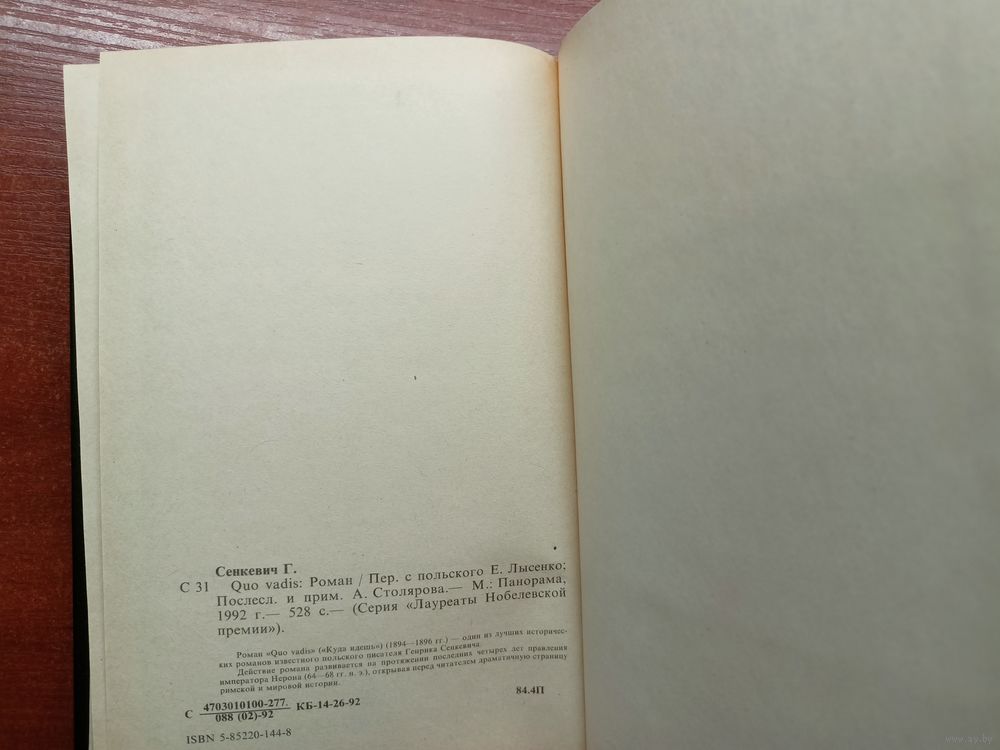 Сенкевич Г.
С 31 Quo vadis: Роман / Пер. с польского Е. Лысенко;
Послесл. и прим. А. Столярова.— М.: Панорама,
1992 г.— 528 с.— (Серия «Лауреаты Нобелевской
премии»).
Роман «Quo vadis» («Куда идешь») (1894—1896 гг.) — один из лучших историчес-
ких романов известного польского писателя Генрика Сенкевича.
Действие романа развивается на протяжении последних четырех лет правления
императора Нерона (64—68 гг. н. э.), открывая перед читателем драматичную страницу
римской и мировой истории.
С 4703010100-277. КБ-14-26-92 84.4П
088 (02)-92
ISBN 5-85220-144-8
www.ay.by